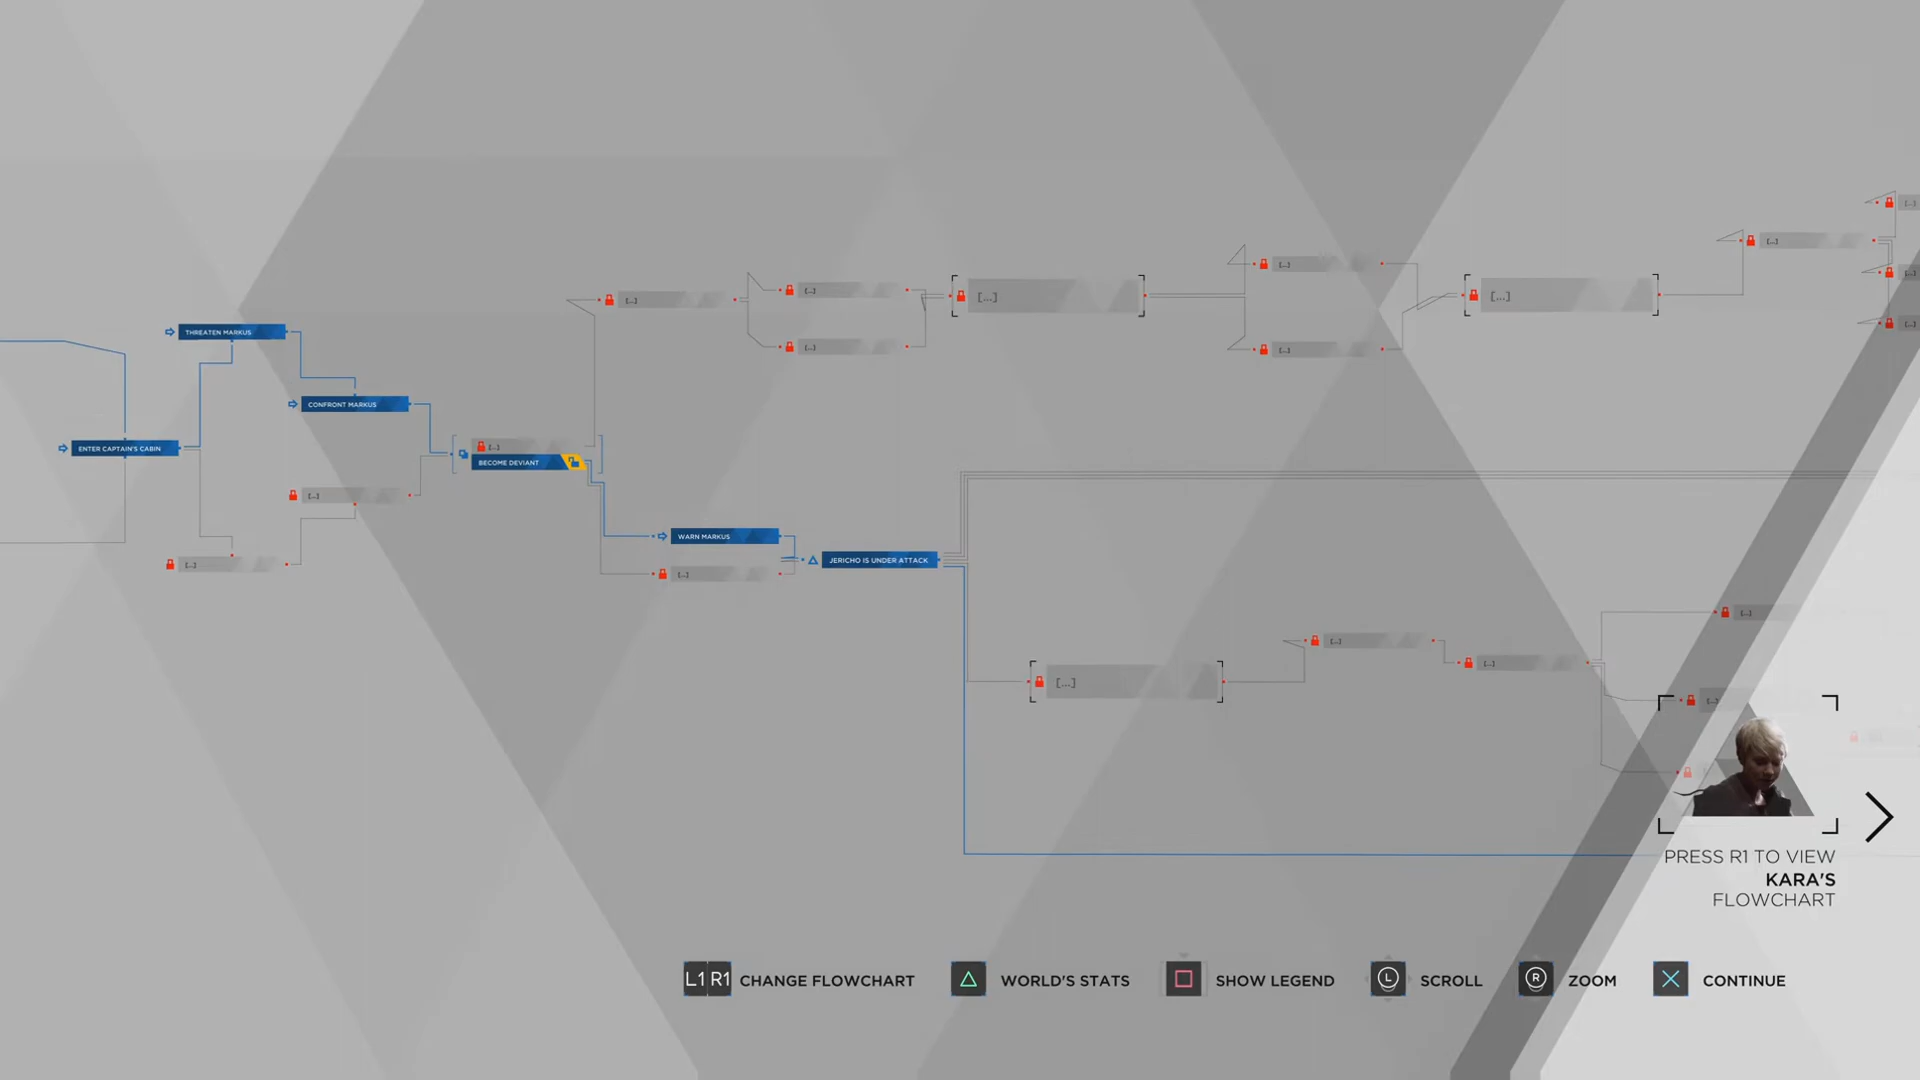 [...]
[...]
[...]
[...]
[...]
[...]
[...]
[...]
[...]
[...]
THREATEN MARKUS
[...]
[...]
CONFRONT MARKUS
ENTER CAPTAIN'S CABIN
[...]
BECOME DEVIANT
[...]
WARN MARKUS
JERICHO IS UNDER ATTACK
[...]
[...]
[...]
[...]
[...]
[...]
[...]
PRESS R1 TO VIEW
KARA'S
FLOWCHART
L1 R1 CHANGE FLOWCHART
WORLD'S STATS
SHOW LEGEND
L SCROLL
R ZOOM
CONTINUE